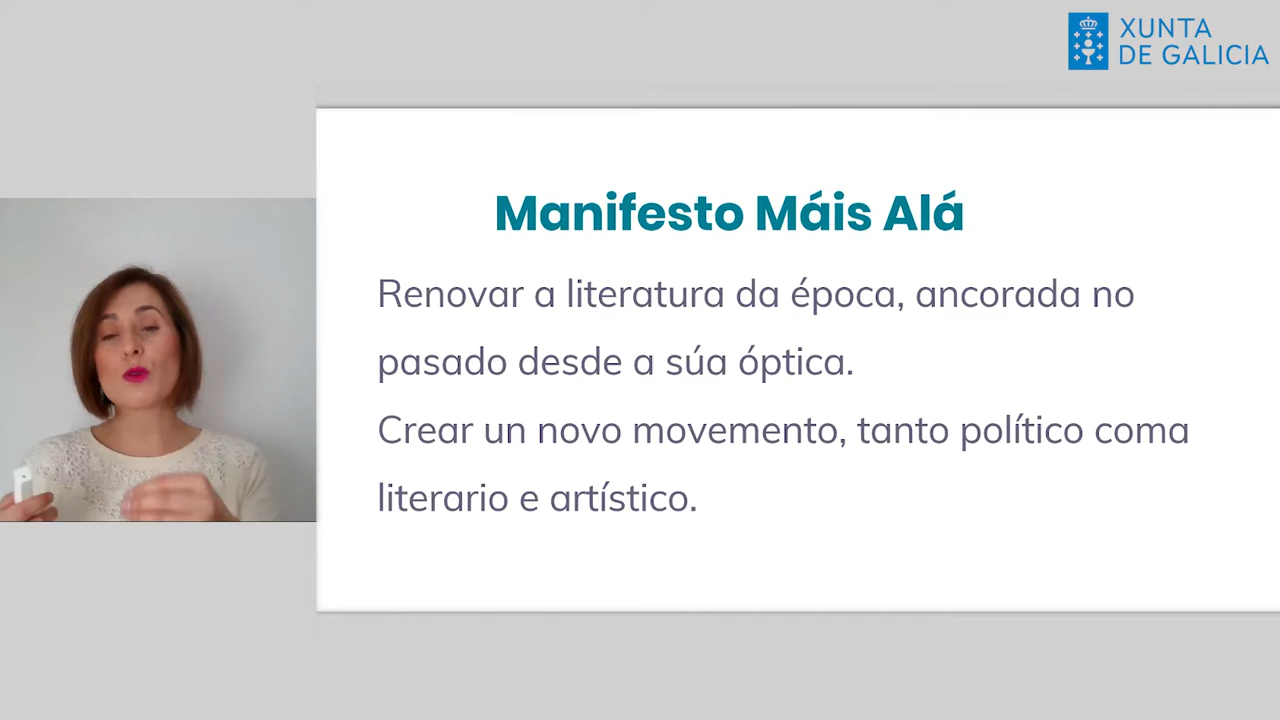 XUNTA
DE GALICIA
Manifesto Máis Alá
Renovar a literatura da época, ancorada no
pasado desde a súa óptica.
Crear un novo movemento, tanto político coma
literario e artístico.